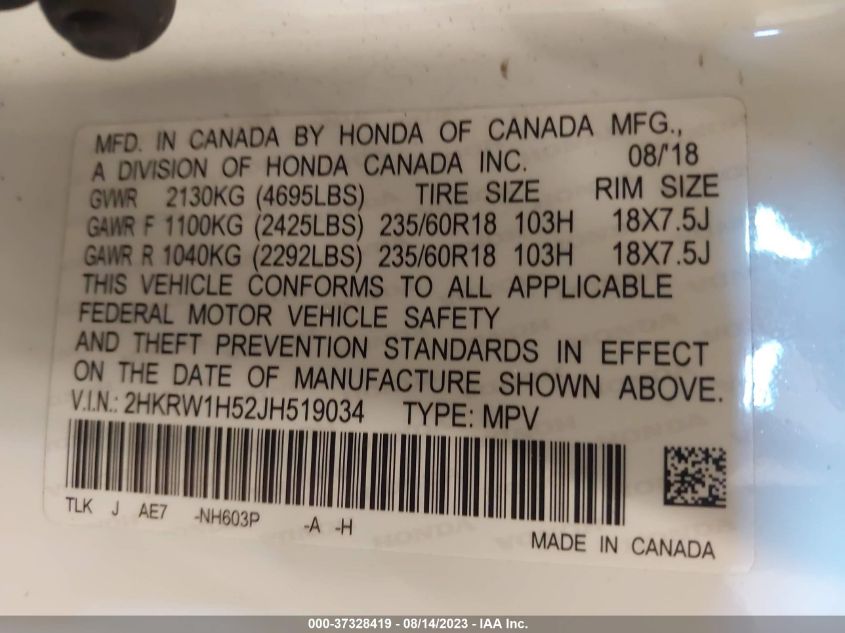 MFD. IN CANADA BY HONDA OF CANADA MFG.,
A DIVISION OF HONDA CANADA INC. 08/'18
GVWR 2130KG (4695LBS) TIRE SIZE RIM SIZE
GAWR F 1100KG (2425LBS) 235/60R18 103H 18X7.5J
GAWR R 1040KG (2292LBS) 235/60R18 103H 18X7.5J
THIS VEHICLE CONFORMS TO ALL APPLICABLE
FEDERAL MOTOR VEHICLE SAFETY
AND THEFT PREVENTION STANDARDS IN EFFECT
ON THE DATE OF MANUFACTURE SHOWN ABOVE.
V.I.N.: 2HKRW1H52JH519034 TYPE: MPV
TLK J AE7 -NH603P -A -H
MADE IN CANADA
000-37328419 - 08/14/2023 - IAA Inc.